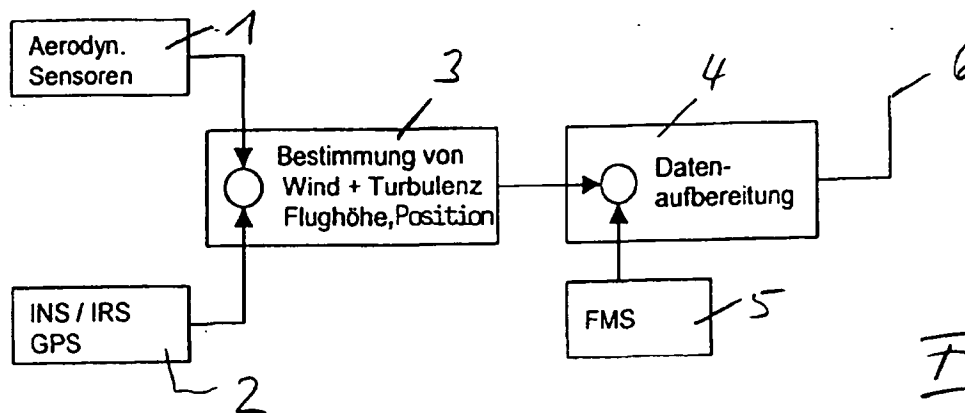 1
Aerodyn.
Sensoren
3
Bestimmung von
Wind + Turbulenz
Flughöhe, Position
4
Daten-
aufbereitung
6
INS / IRS
GPS
2
FMS
5